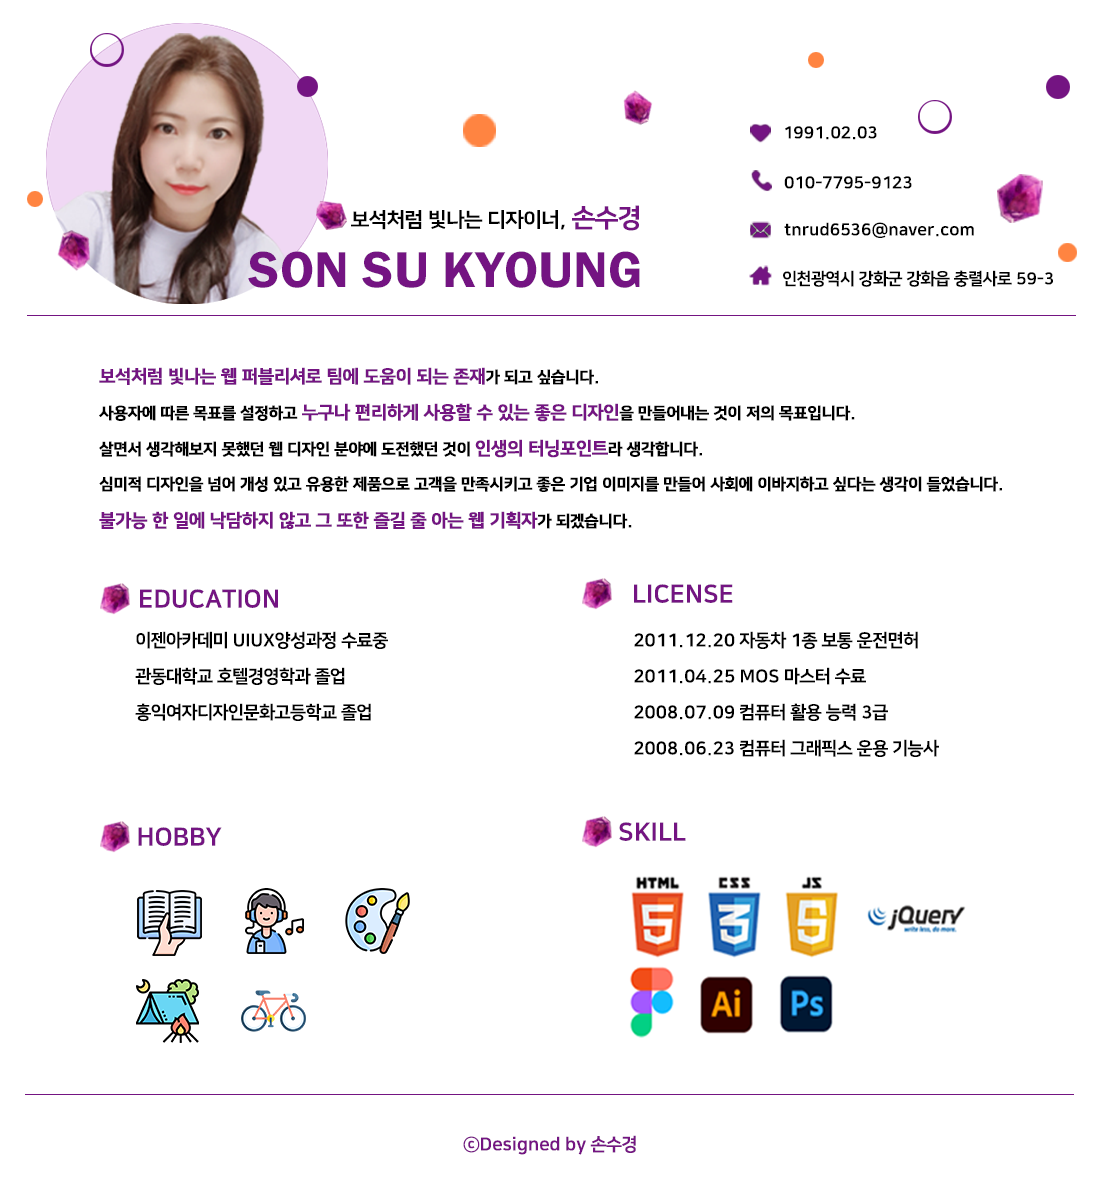 보석처럼 빛나는 디자이너, 손수경
SON SU KYOUNG
1991.02.03
010-7795-9123
tnrud6536@naver.com
인천광역시 강화군 강화읍 충렬사로 59-3
보석처럼 빛나는 웹 퍼블리셔로 팀에 도움이 되는 존재가 되고 싶습니다.
사용자에 따른 목표를 설정하고 누구나 편리하게 사용할 수 있는 좋은 디자인을 만들어내는 것이 저의 목표입니다.
살면서 생각해보지 못했던 웹 디자인 분야에 도전했던 것이 인생의 터닝포인트라 생각합니다.
심미적 디자인을 넘어 개성 있고 유용한 제품으로 고객을 만족시키고 좋은 기업 이미지를 만들어 사회에 이바지하고 싶다는 생각이 들었습니다.
불가능 한 일에 낙담하지 않고 그 또한 즐길 줄 아는 웹 기획자가 되겠습니다.
EDUCATION
이젠아카데미 UIUX양성과정 수료중
관동대학교 호텔경영학과 졸업
홍익여자디자인문화고등학교 졸업
LICENSE
2011.12.20 자동차 1종 보통 운전면허
2011.04.25 MOS 마스터 수료
2008.07.09 컴퓨터 활용 능력 3급
2008.06.23 컴퓨터 그래픽스 운용 기능사
HOBBY
SKILL
HTML CSS JS
5 3 5
jQuery
write less, do more.
Ai Ps
ⓒDesigned by 손수경